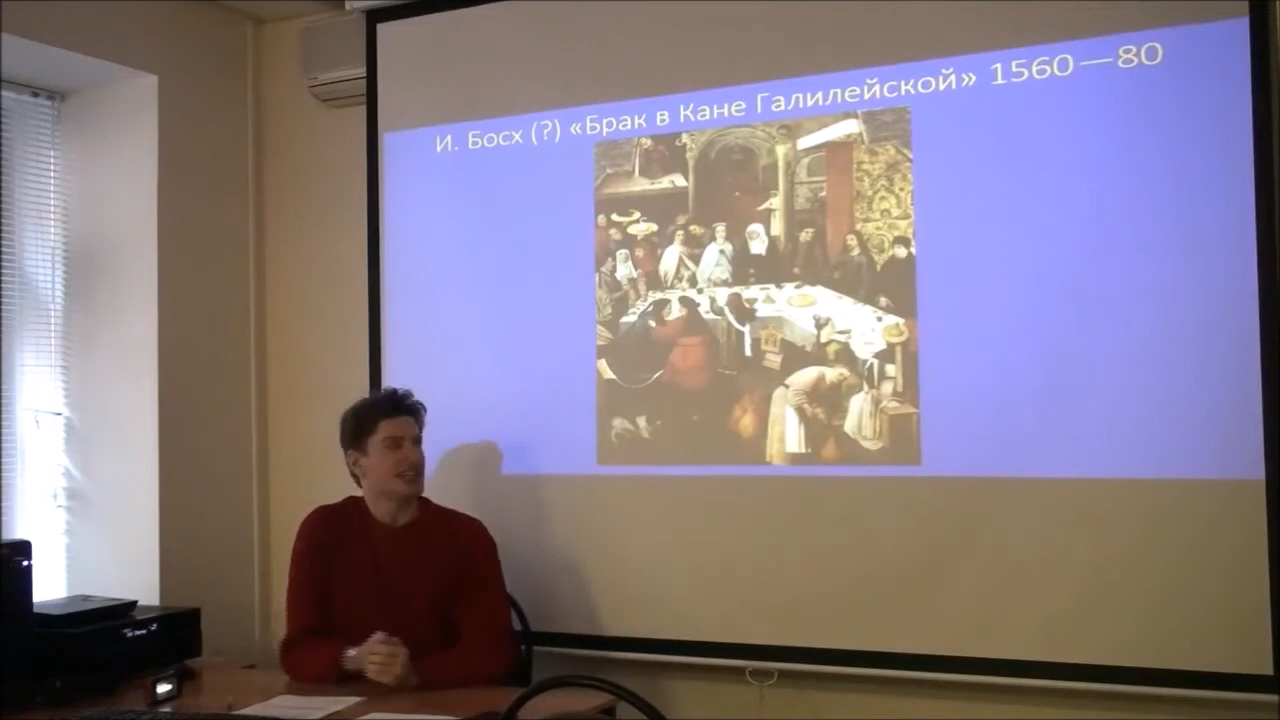 И. Босх (?) «Брак в Кане Галилейской» 1560—80